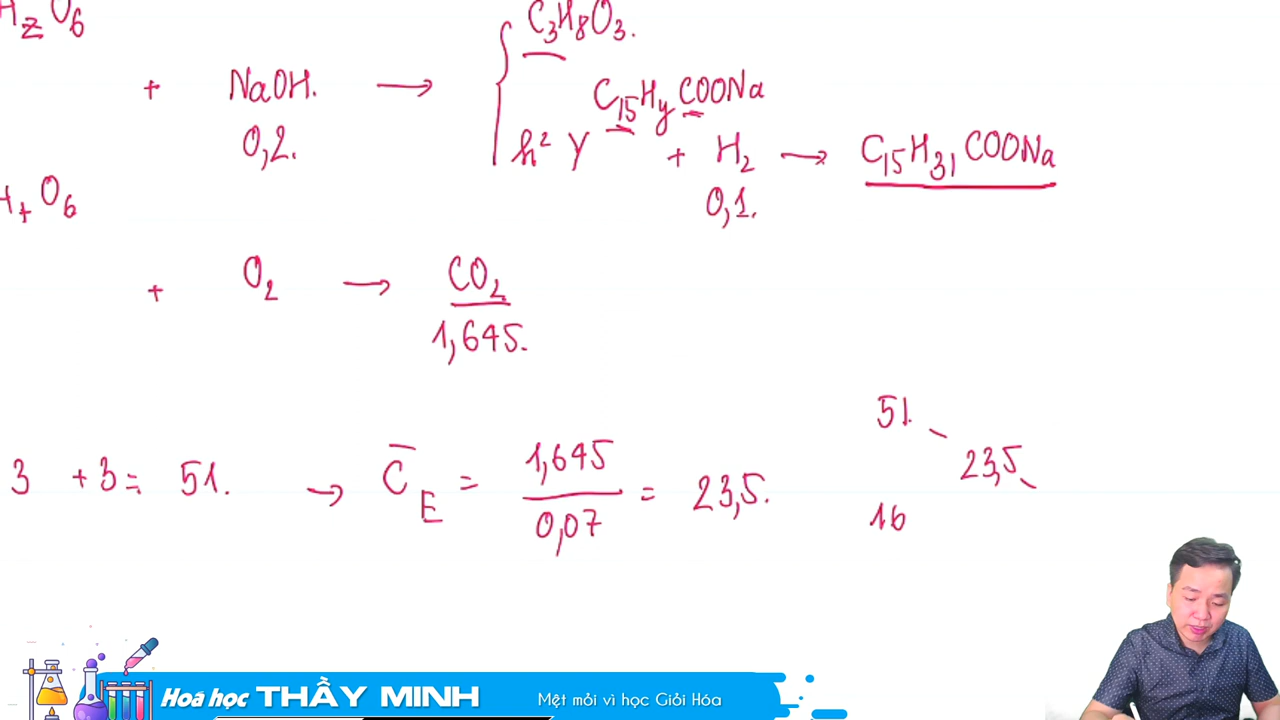 HzO6
C3H8O3.
+ NaOH. → C15HyCOONa
0,2. h² Y + H2 → C15H31COONa
0,1.
H+O6
+ O2 → CO2
1,645.
3 + 3 = 51. → C̄E = 1,645 / 0,07 = 23,5.
51.
23,5
16
Hoá học THẦY MINH
Mệt mỏi vì học Giỏi Hóa